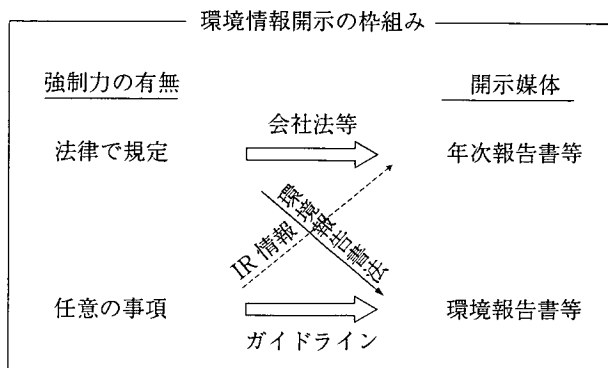 環境情報開示の枠組み
強制力の有無
開示媒体
会社法等
法律で規定
年次報告書等
環境報告書法
IR 情報
任意の事項
環境報告書等
ガイドライン